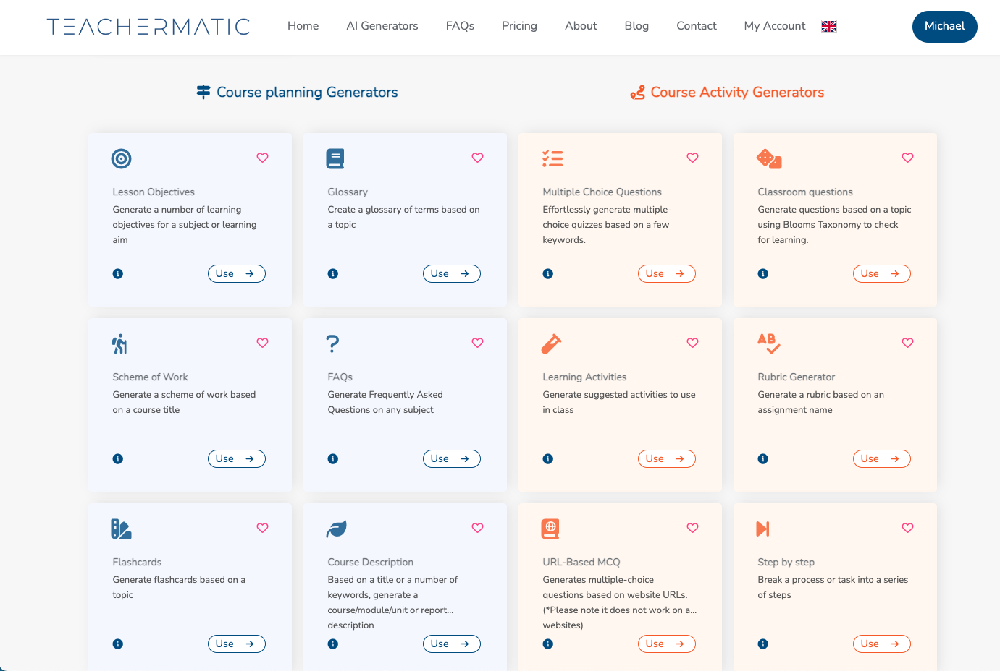 TEACHERMATIC
Home AI Generators FAQs Pricing About Blog Contact My Account Michael
Course planning Generators
Course Activity Generators
Lesson Objectives
Generate a number of learning
objectives for a subject or learning
aim
Use
Glossary
Create a glossary of terms based on
a topic
Use
Multiple Choice Questions
Effortlessly generate multiple-
choice quizzes based on a few
keywords.
Use
Classroom questions
Generate questions based on a topic
using Blooms Taxonomy to check
for learning.
Use
Scheme of Work
Generate a scheme of work based
on a course title
Use
FAQs
Generate Frequently Asked
Questions on any subject
Use
Learning Activities
Generate suggested activities to use
in class
Use
AB
Rubric Generator
Generate a rubric based on an
assignment name
Use
Flashcards
Generate flashcards based on a
topic
Use
Course Description
Based on a title or a number of
keywords, generate a
course/module/unit or report...
description
Use
URL-Based MCQ
Generates multiple-choice
questions based on website URLs.
(*Please note it does not work on a...
websites)
Use
Step by step
Break a process or task into a series
of steps
Use